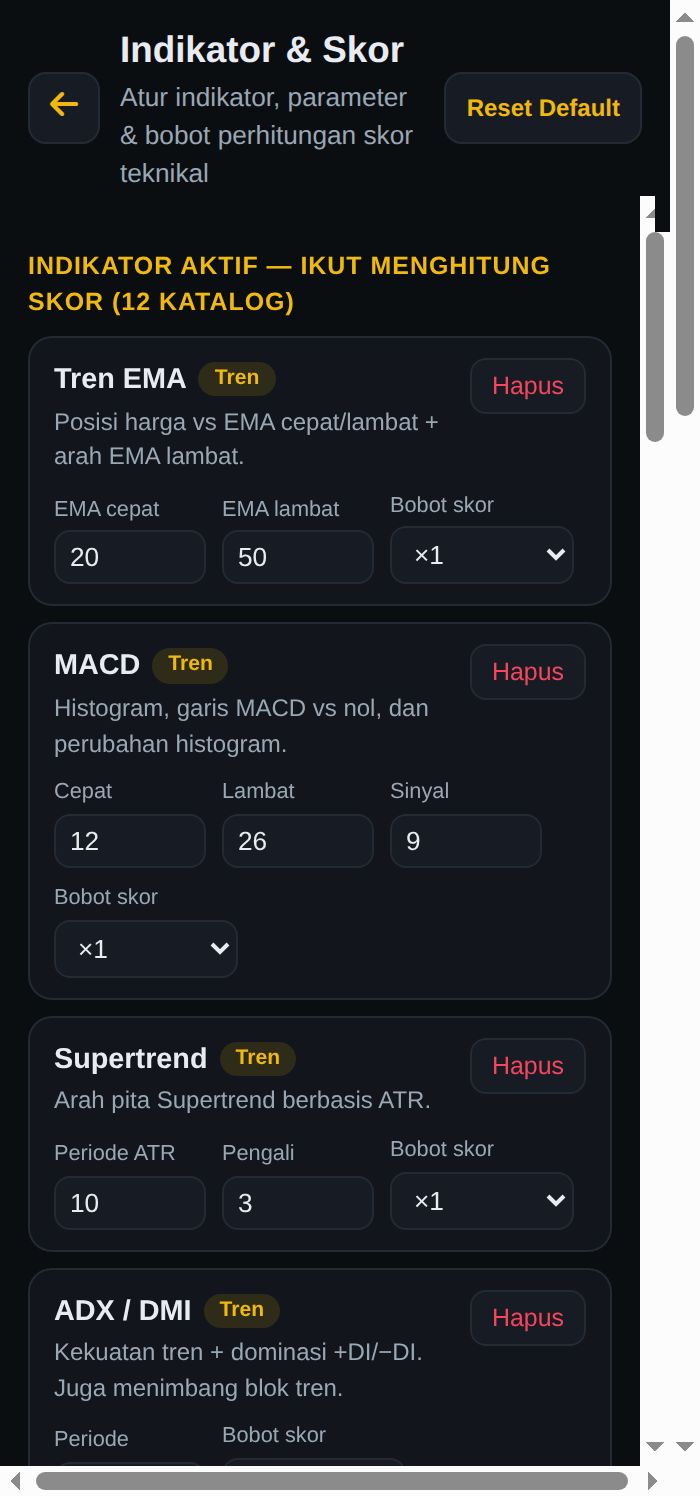 Indikator & Skor
Atur indikator, parameter
& bobot perhitungan skor
teknikal
Reset Default
INDIKATOR AKTIF — IKUT MENGHITUNG
SKOR (12 KATALOG)
Tren EMA Tren
Hapus
Posisi harga vs EMA cepat/lambat +
arah EMA lambat.
EMA cepat EMA lambat Bobot skor
20 50 ×1
MACD Tren
Hapus
Histogram, garis MACD vs nol, dan
perubahan histogram.
Cepat Lambat Sinyal
12 26 9
Bobot skor
×1
Supertrend Tren
Hapus
Arah pita Supertrend berbasis ATR.
Periode ATR Pengali Bobot skor
10 3 ×1
ADX / DMI Tren
Hapus
Kekuatan tren + dominasi +DI/−DI.
Juga menimbang blok tren.
Periode Bobot skor